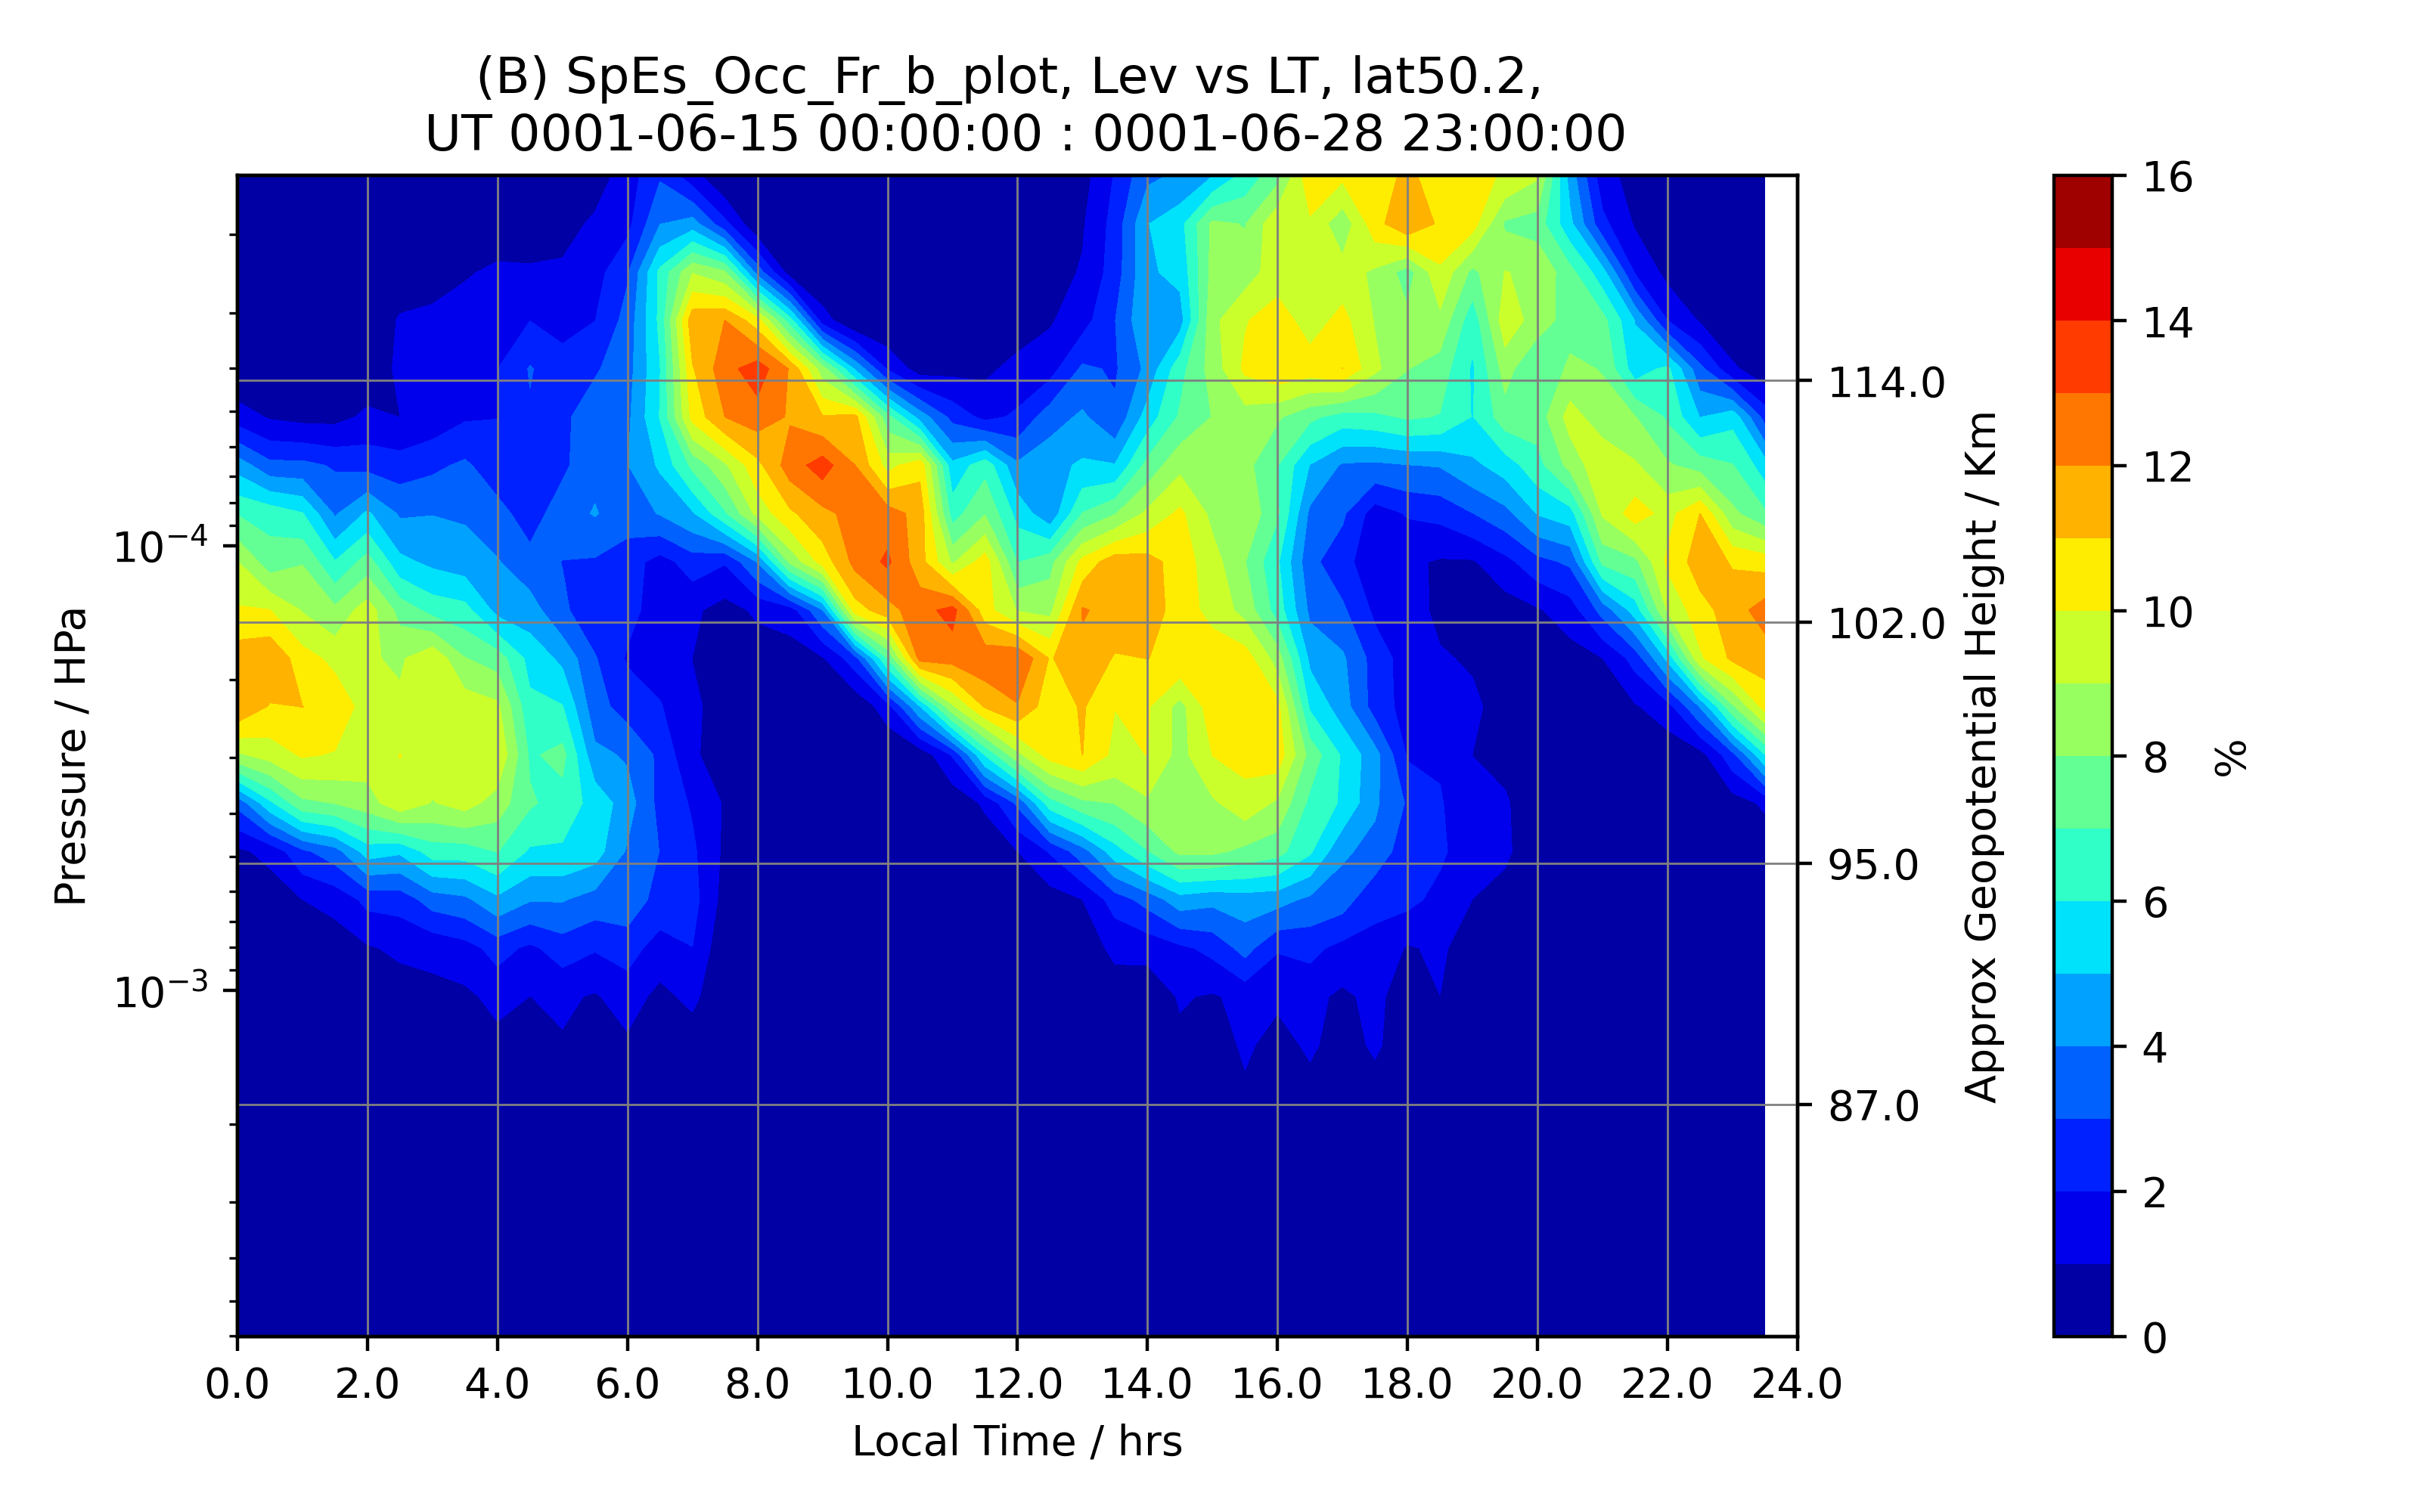 (B) SpEs_Occ_Fr_b_plot, Lev vs LT, lat50.2,
UT 0001-06-15 00:00:00 : 0001-06-28 23:00:00
Pressure / HPa
10⁻⁴
10⁻³
0.0 2.0 4.0 6.0 8.0 10.0 12.0 14.0 16.0 18.0 20.0 22.0 24.0
Local Time / hrs
114.0
102.0
95.0
87.0
Approx Geopotential Height / Km
16
14
12
10
8
6
4
2
0
%